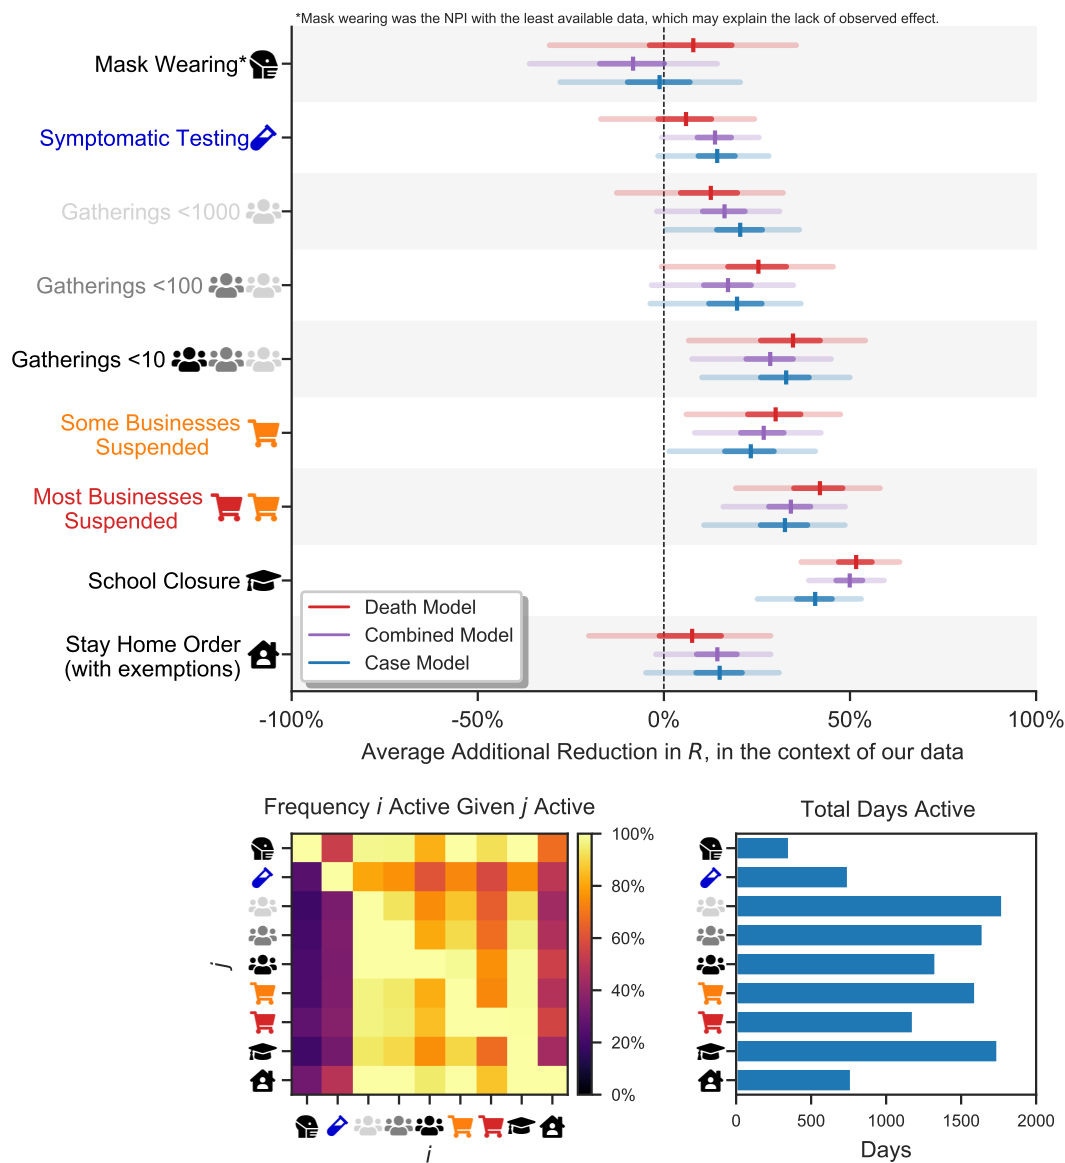 *Mask wearing was the NPI with the least available data, which may explain the lack of observed effect.
Mask Wearing*
Symptomatic Testing
Gatherings <1000
Gatherings <100
Gatherings <10
Some Businesses
Suspended
Most Businesses
Suspended
School Closure
Stay Home Order
(with exemptions)
Death Model
Combined Model
Case Model
-100%
-50%
0%
50%
100%
Average Additional Reduction in R, in the context of our data
Frequency i Active Given j Active
100%
80%
60%
40%
20%
0%
j
i
Total Days Active
0
500
1000
1500
2000
Days